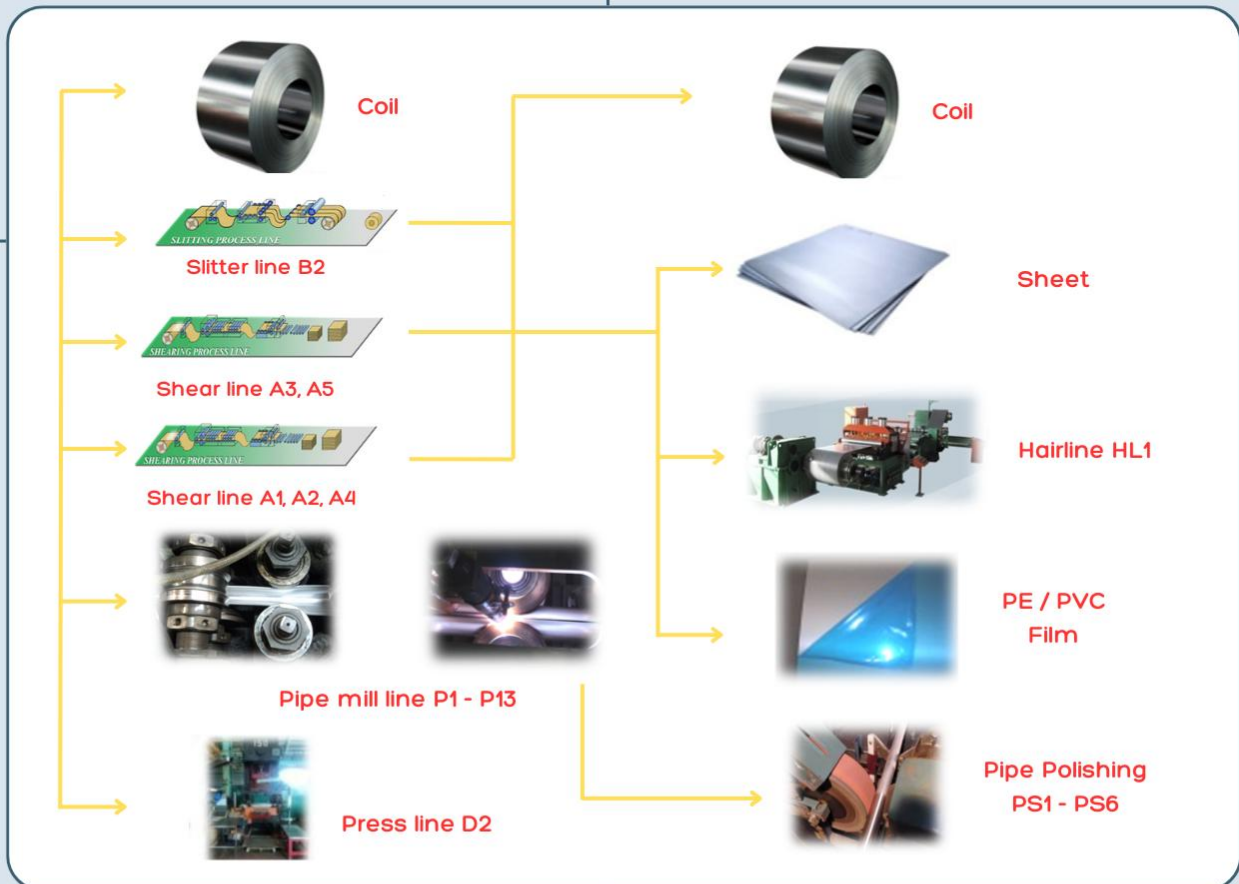 Coil
Coil
SLITTING PROCESS LINE
Slitter line B2
Sheet
SHEARING PROCESS LINE
Shear line A3, A5
SHEARING PROCESS LINE
Shear line A1, A2, A4
Hairline HL1
PE / PVC
Film
Pipe mill line P1 - P13
Pipe Polishing
PS1 - PS6
Press line D2